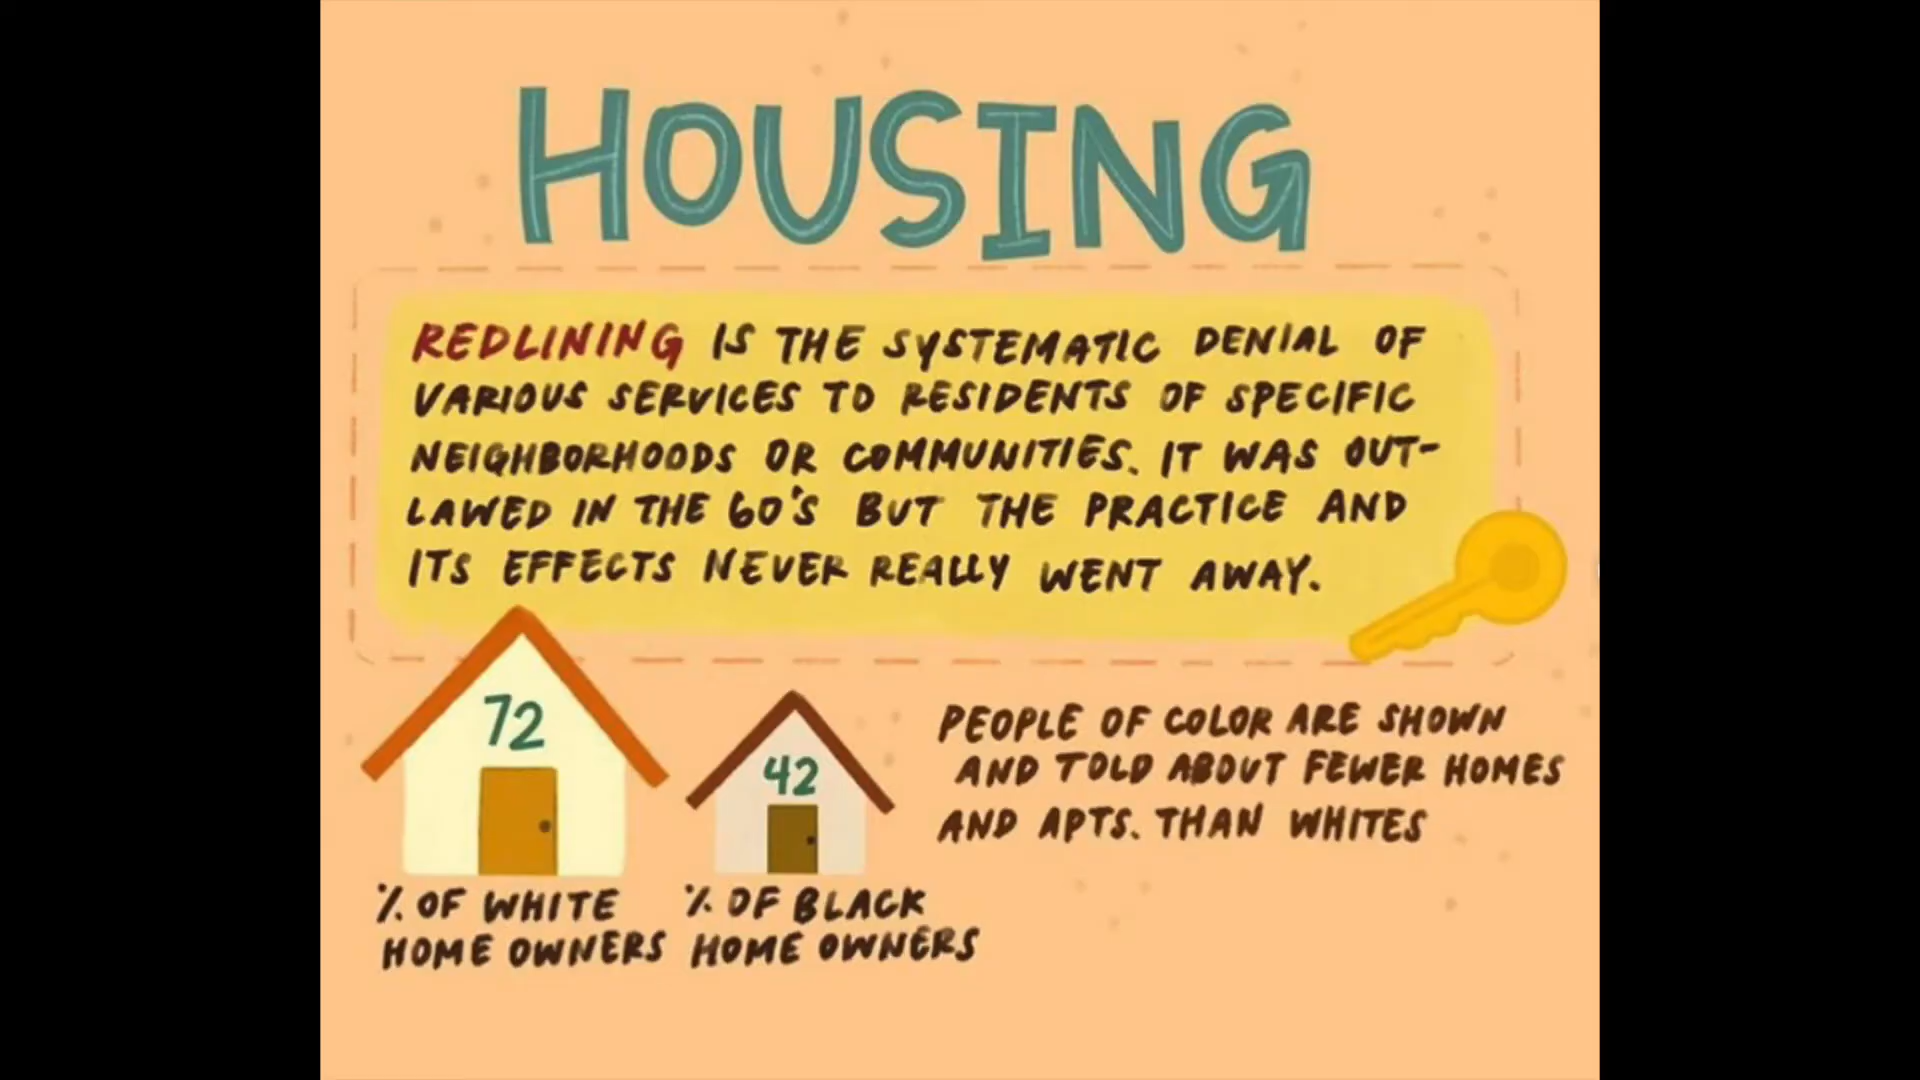 HOUSING
REDLINING IS THE SYSTEMATIC DENIAL OF
VARIOUS SERVICES TO RESIDENTS OF SPECIFIC
NEIGHBORHOODS OR COMMUNITIES. IT WAS OUT-
LAWED IN THE 60'S BUT THE PRACTICE AND
ITS EFFECTS NEVER REALLY WENT AWAY.
72
% OF WHITE
HOME OWNERS
42
% OF BLACK
HOME OWNERS
PEOPLE OF COLOR ARE SHOWN
AND TOLD ABOUT FEWER HOMES
AND APTS. THAN WHITES